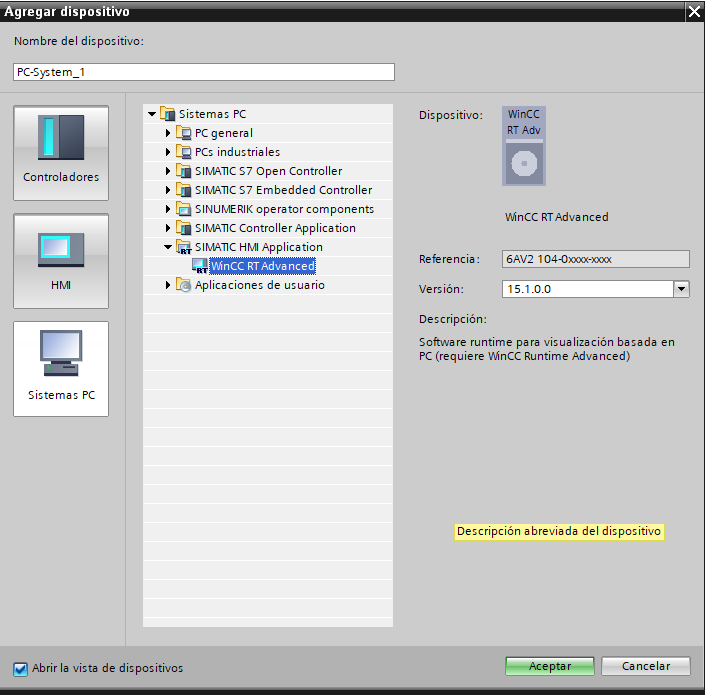 Agregar dispositivo
Nombre del dispositivo:
PC-System_1
Controladores
HMI
Sistemas PC
Sistemas PC
PC general
PCs industriales
SIMATIC S7 Open Controller
SIMATIC S7 Embedded Controller
SINUMERIK operator components
SIMATIC Controller Application
SIMATIC HMI Application
WinCC RT Advanced
Aplicaciones de usuario
Dispositivo:
WinCC
RT Adv
WinCC RT Advanced
Referencia: 6AV2 104-0xxxx-xxxx
Versión: 15.1.0.0
Descripción:
Software runtime para visualización basada en
PC (requiere WinCC Runtime Advanced)
Descripción abreviada del dispositivo
Abrir la vista de dispositivos
Aceptar
Cancelar